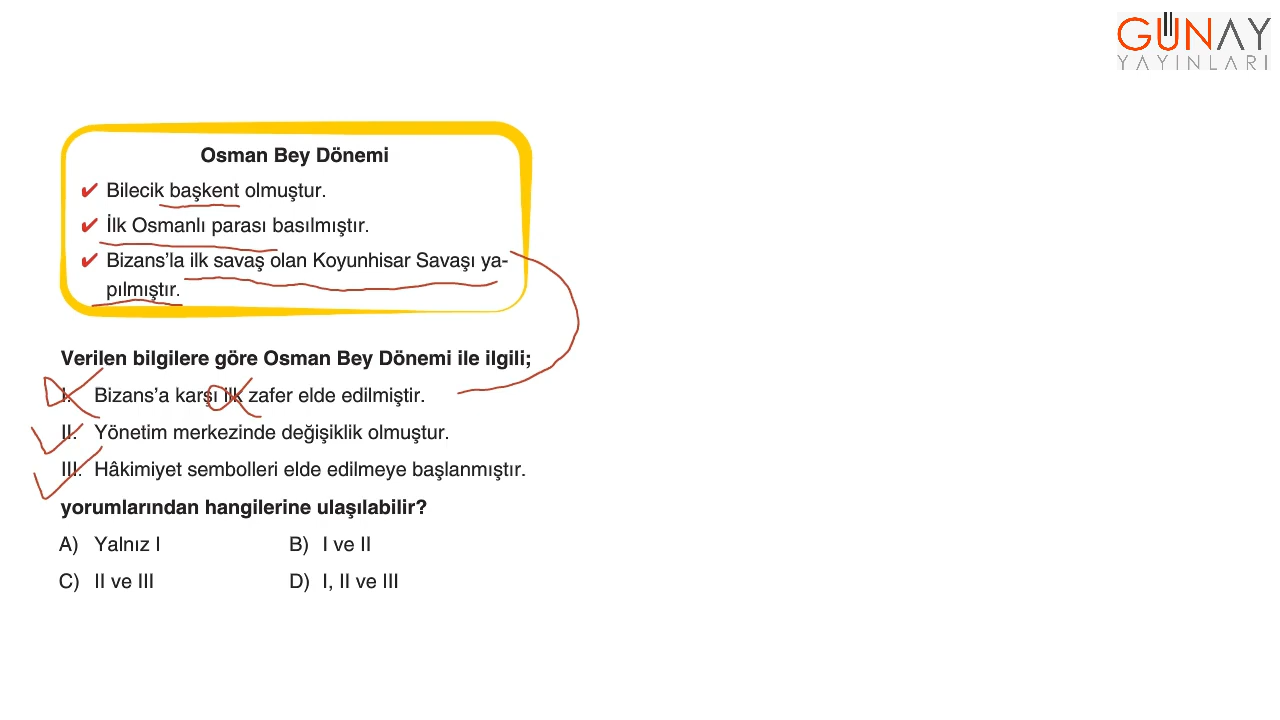 GÜNAY
YAYINLARI
Osman Bey Dönemi
✔ Bilecik başkent olmuştur.
✔ İlk Osmanlı parası basılmıştır.
✔ Bizans'la ilk savaş olan Koyunhisar Savaşı ya-
pılmıştır.
Verilen bilgilere göre Osman Bey Dönemi ile ilgili;
I. Bizans'a karşı ilk zafer elde edilmiştir.
II. Yönetim merkezinde değişiklik olmuştur.
III. Hâkimiyet sembolleri elde edilmeye başlanmıştır.
yorumlarından hangilerine ulaşılabilir?
A) Yalnız I B) I ve II
C) II ve III D) I, II ve III